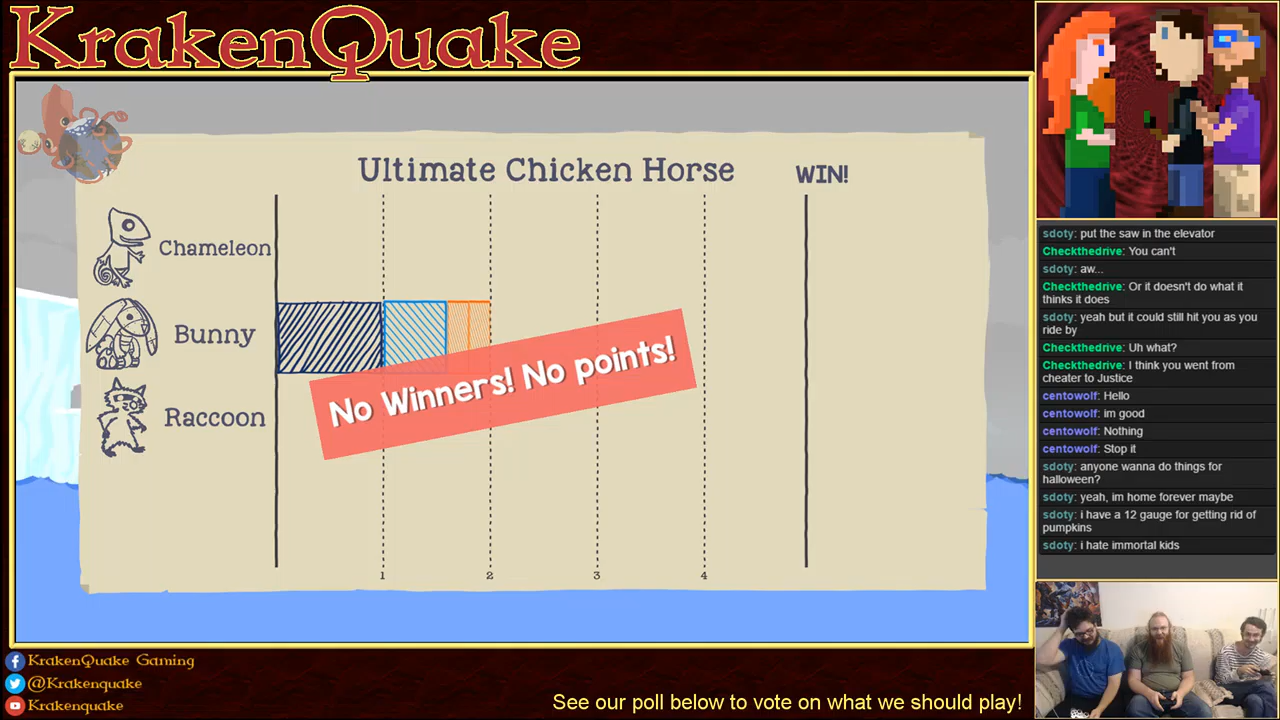 KrakenQuake
Ultimate Chicken Horse
WIN!
Chameleon
Bunny
Raccoon
No Winners! No points!
1 2 3 4
sdoty: put the saw in the elevator
Checkthedrive: You can't
sdoty: aw...
Checkthedrive: Or it doesn't do what it
thinks it does
sdoty: yeah but it could still hit you as you
ride by
Checkthedrive: Uh what?
Checkthedrive: I think you went from
cheater to Justice
centowolf: Hello
centowolf: im good
centowolf: Nothing
centowolf: Stop it
sdoty: anyone wanna do things for
halloween?
sdoty: yeah, im home forever maybe
sdoty: i have a 12 gauge for getting rid of
pumpkins
sdoty: i hate immortal kids
KrakenQuake Gaming
@Krakenquake
Krakenquake
See our poll below to vote on what we should play!